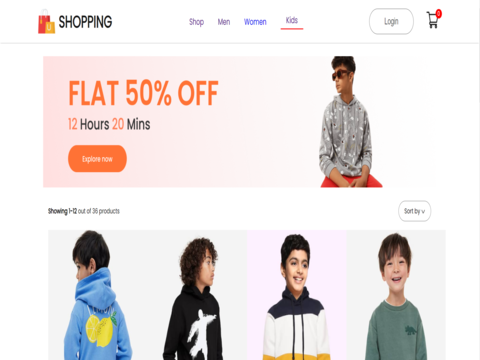 SHOPPING
Shop
Men
Women
Kids
Login
0
FLAT 50% OFF
12 Hours 20 Mins
Explore now
Showing 1-12 out of 36 products
Sort by